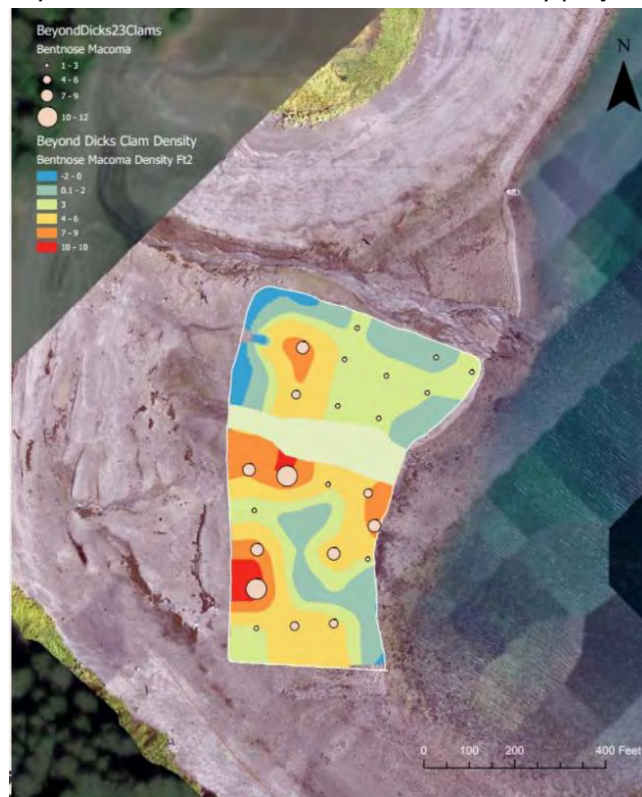 BeyondDicks23Clams
Bentnose Macoma
1 - 3
4 - 6
7 - 9
10 - 12
Beyond Dicks Clam Density
Bentnose Macoma Density Ft2
-2 - 0
0.1 - 2
3
4 - 6
7 - 9
10 - 10
N
0 100 200 400 Feet